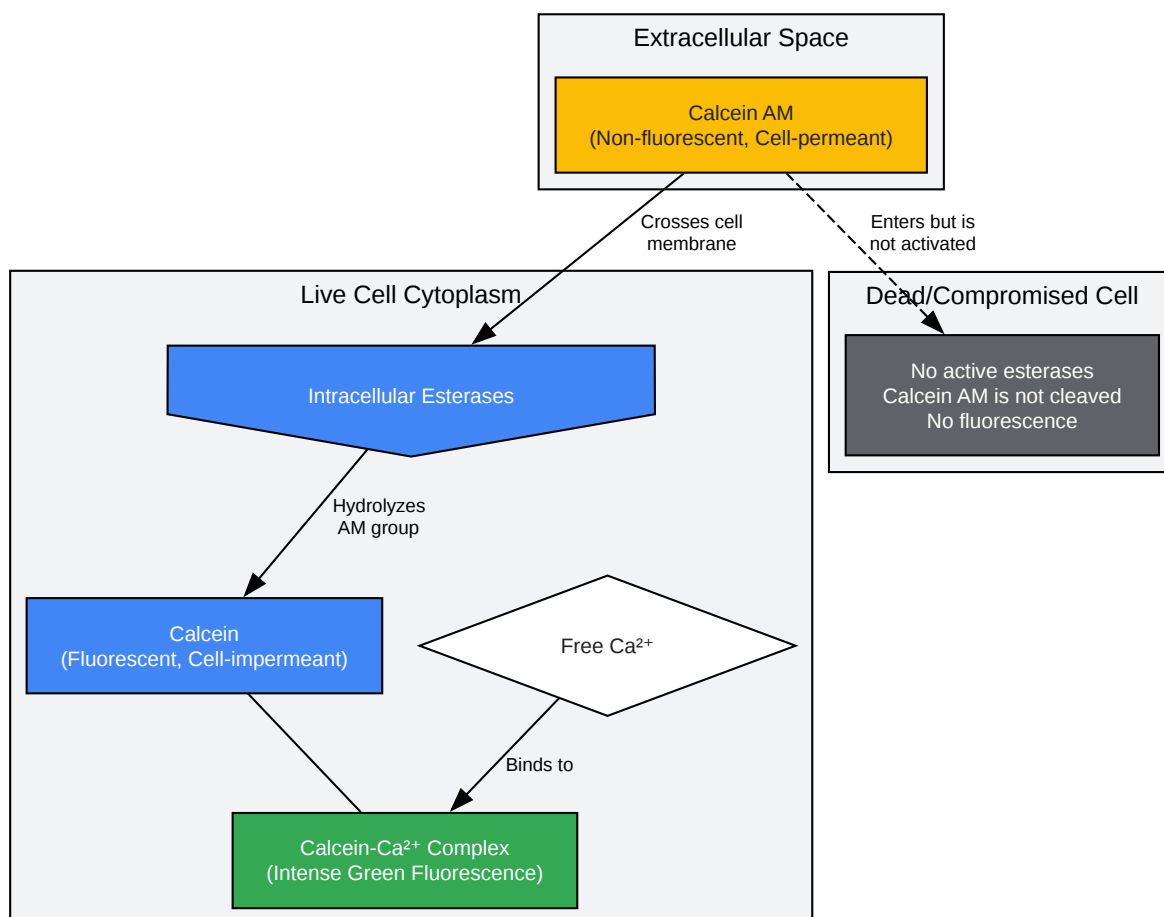 Extracellular Space
Calcein AM
(Non-fluorescent, Cell-permeant)
Crosses cell
membrane
Enters but is
not activated
Live Cell Cytoplasm
Intracellular Esterases
Hydrolyzes
AM group
Calcein
(Fluorescent, Cell-impermeant)
Free Ca²⁺
Binds to
Calcein-Ca²⁺ Complex
(Intense Green Fluorescence)
Dead/Compromised Cell
No active esterases
Calcein AM is not cleaved
No fluorescence